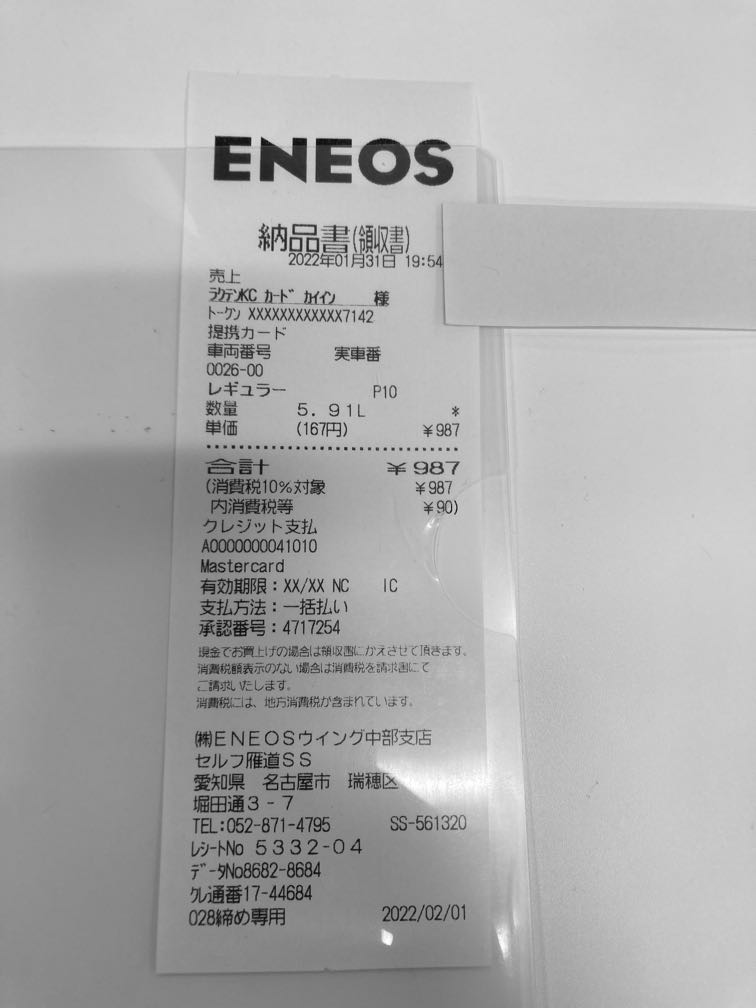 ENEOS
納品書(領収書)
2022年01月31日 19:54
売上
ラクテンKC カード カイイン 様
トークン XXXXXXXXXXXX7142
提携カード
車両番号 実車番
0026-00
レギュラー P10
数量 5.91L *
単価 (167円) ¥987
合計 ¥987
(消費税10%対象 ¥987
内消費税等 ¥90)
クレジット支払
A0000000041010
Mastercard
有効期限:XX/XX NC IC
支払方法:一括払い
承認番号:4717254
現金でお買上げの場合は領収書にかえさせて頂きます。
消費税額表示のない場合は消費税を請求書にて
ご請求いたします。
消費税には、地方消費税が含まれています。
㈱ENEOSウイング中部支店
セルフ雁道SS
愛知県 名古屋市 瑞穂区
堀田通3-7
TEL:052-871-4795 SS-561320
レシートNo 5332-04
データNo8682-8684
クレ通番17-44684
028締め専用 2022/02/01